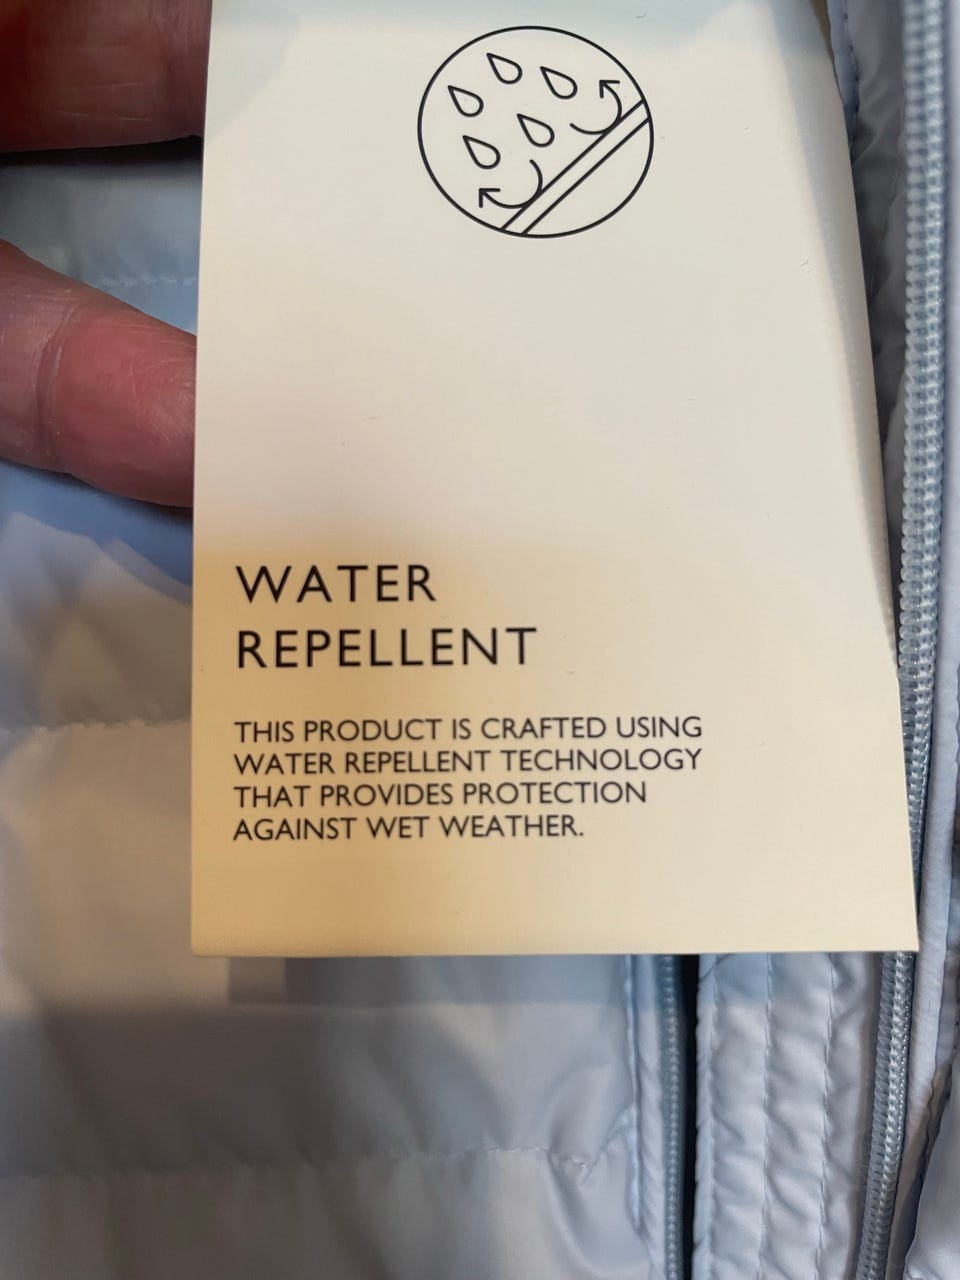 WATER
REPELLENT
THIS PRODUCT IS CRAFTED USING
WATER REPELLENT TECHNOLOGY
THAT PROVIDES PROTECTION
AGAINST WET WEATHER.